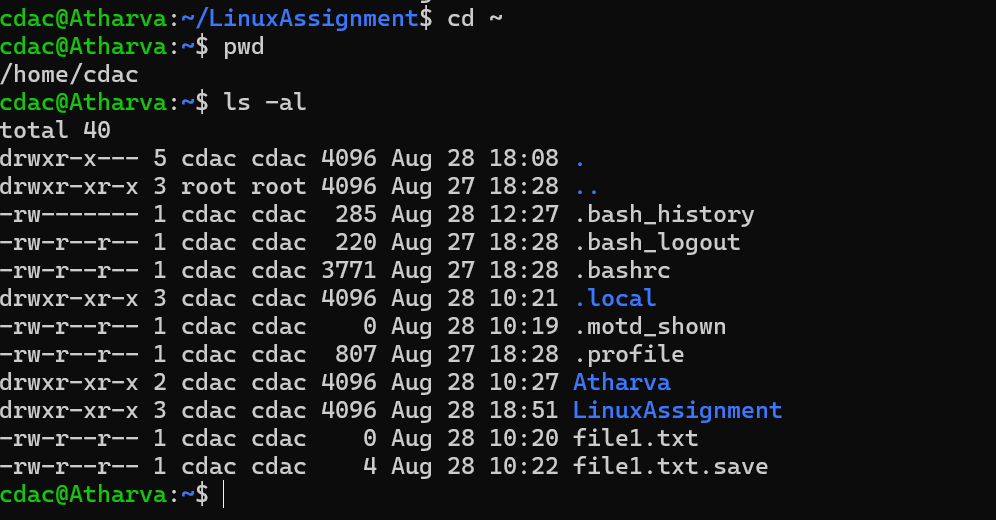 cdac@Atharva:~/LinuxAssignment$ cd ~
cdac@Atharva:~$ pwd
/home/cdac
cdac@Atharva:~$ ls -al
total 40
drwxr-x--- 5 cdac cdac 4096 Aug 28 18:08 .
drwxr-xr-x 3 root root 4096 Aug 27 18:28 ..
-rw------- 1 cdac cdac  285 Aug 28 12:27 .bash_history
-rw-r--r-- 1 cdac cdac  220 Aug 27 18:28 .bash_logout
-rw-r--r-- 1 cdac cdac 3771 Aug 27 18:28 .bashrc
drwxr-xr-x 3 cdac cdac 4096 Aug 28 10:21 .local
-rw-r--r-- 1 cdac cdac    0 Aug 28 10:19 .motd_shown
-rw-r--r-- 1 cdac cdac  807 Aug 27 18:28 .profile
drwxr-xr-x 2 cdac cdac 4096 Aug 28 10:27 Atharva
drwxr-xr-x 3 cdac cdac 4096 Aug 28 18:51 LinuxAssignment
-rw-r--r-- 1 cdac cdac    0 Aug 28 10:20 file1.txt
-rw-r--r-- 1 cdac cdac    4 Aug 28 10:22 file1.txt.save
cdac@Atharva:~$